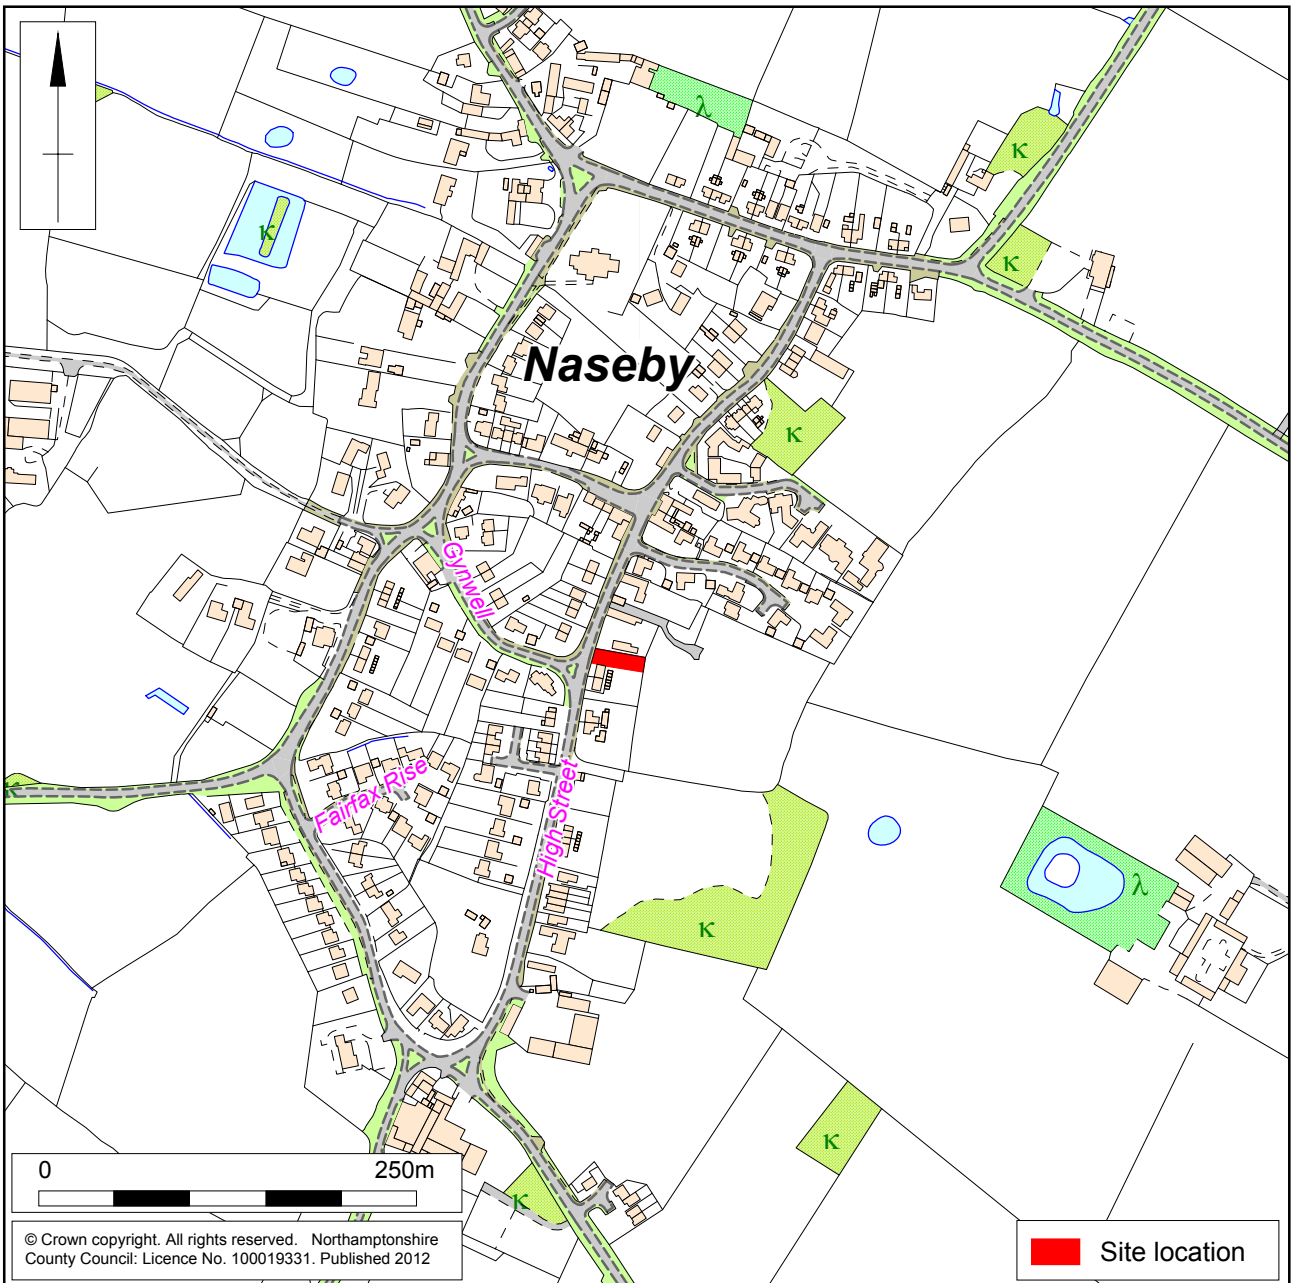 λ
κ
κ
κ
Naseby
κ
Gynwell
Fairfax Rise
High Street
κ
λ
κ
κ
κ
0 250m
© Crown copyright. All rights reserved. Northamptonshire
County Council: Licence No. 100019331. Published 2012
Site location